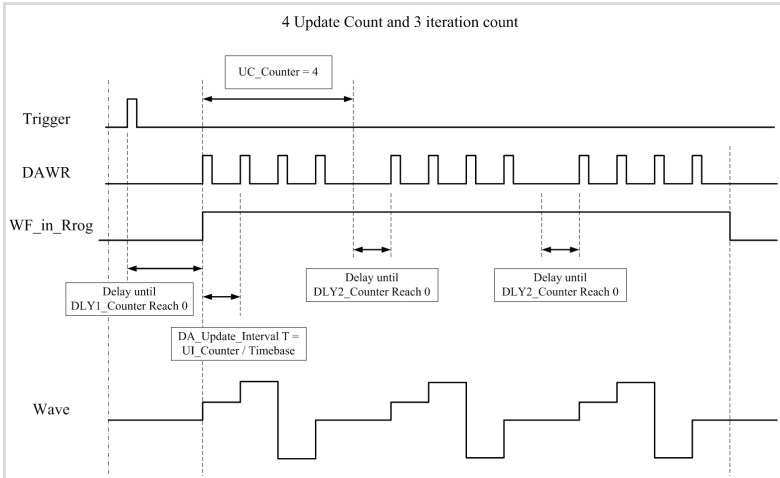 4 Update Count and 3 iteration count
UC_Counter = 4
Trigger
DAWR
WF_in_Rrog
Delay until
DLY1_Counter Reach 0
Delay until
DLY2_Counter Reach 0
Delay until
DLY2_Counter Reach 0
DA_Update_Interval T =
UI_Counter / Timebase
Wave